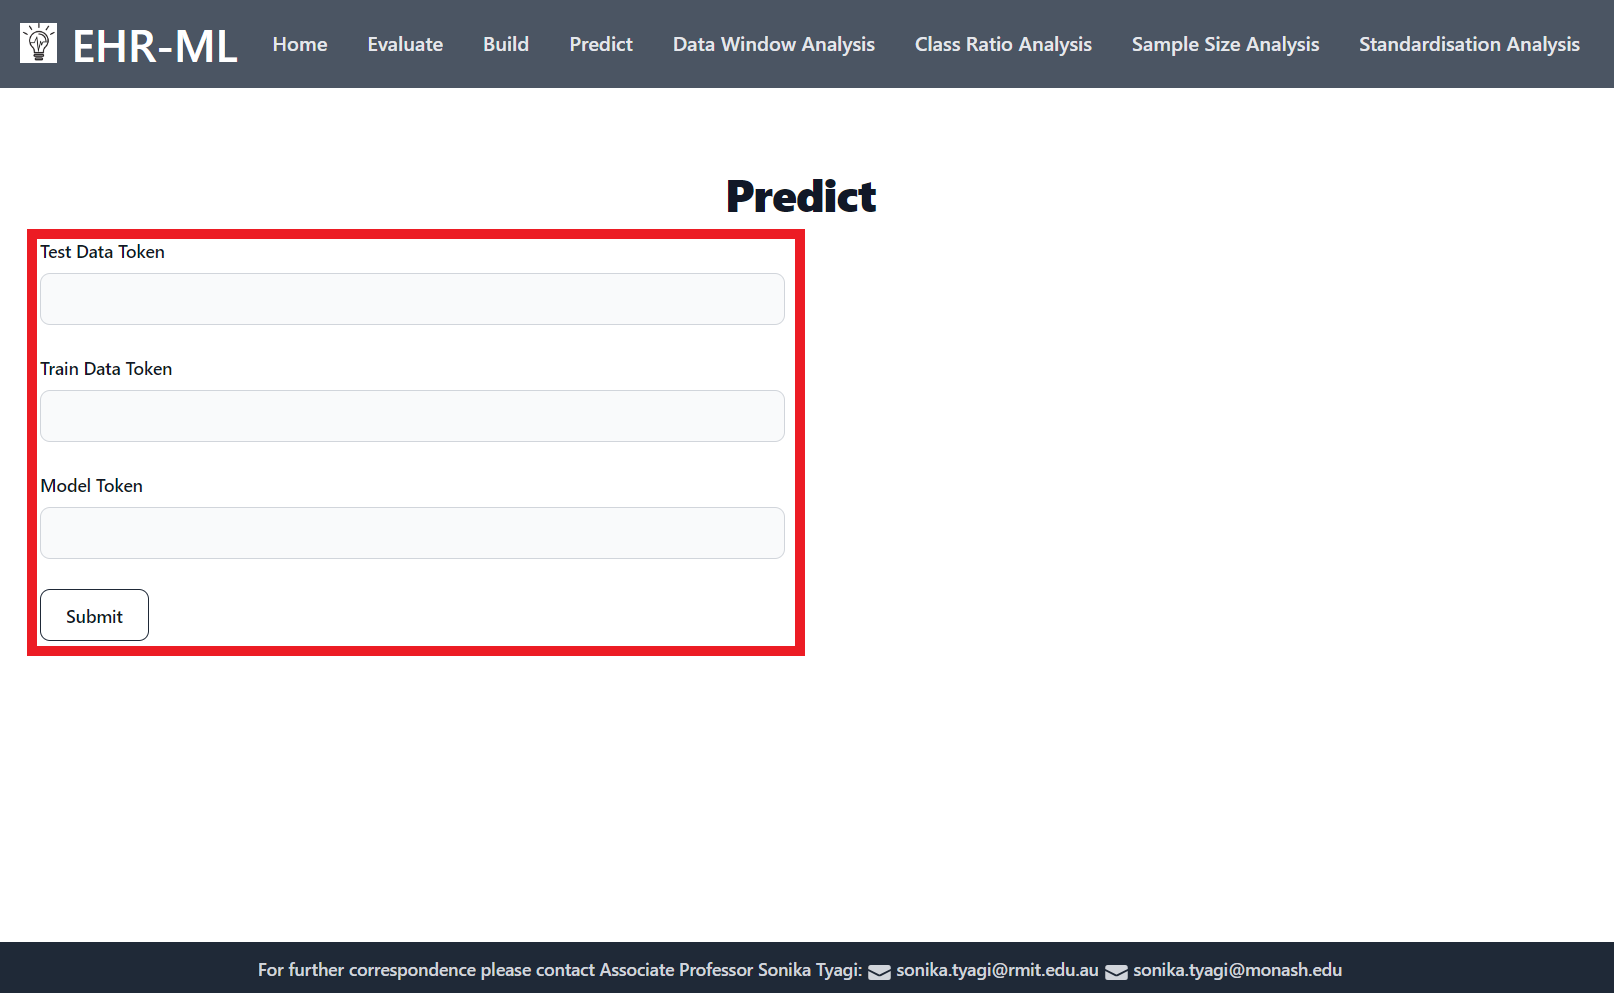 EHR-ML Home Evaluate Build Predict Data Window Analysis Class Ratio Analysis Sample Size Analysis Standardisation Analysis
Predict
Test Data Token
Train Data Token
Model Token
Submit
For further correspondence please contact Associate Professor Sonika Tyagi: sonika.tyagi@rmit.edu.au sonika.tyagi@monash.edu